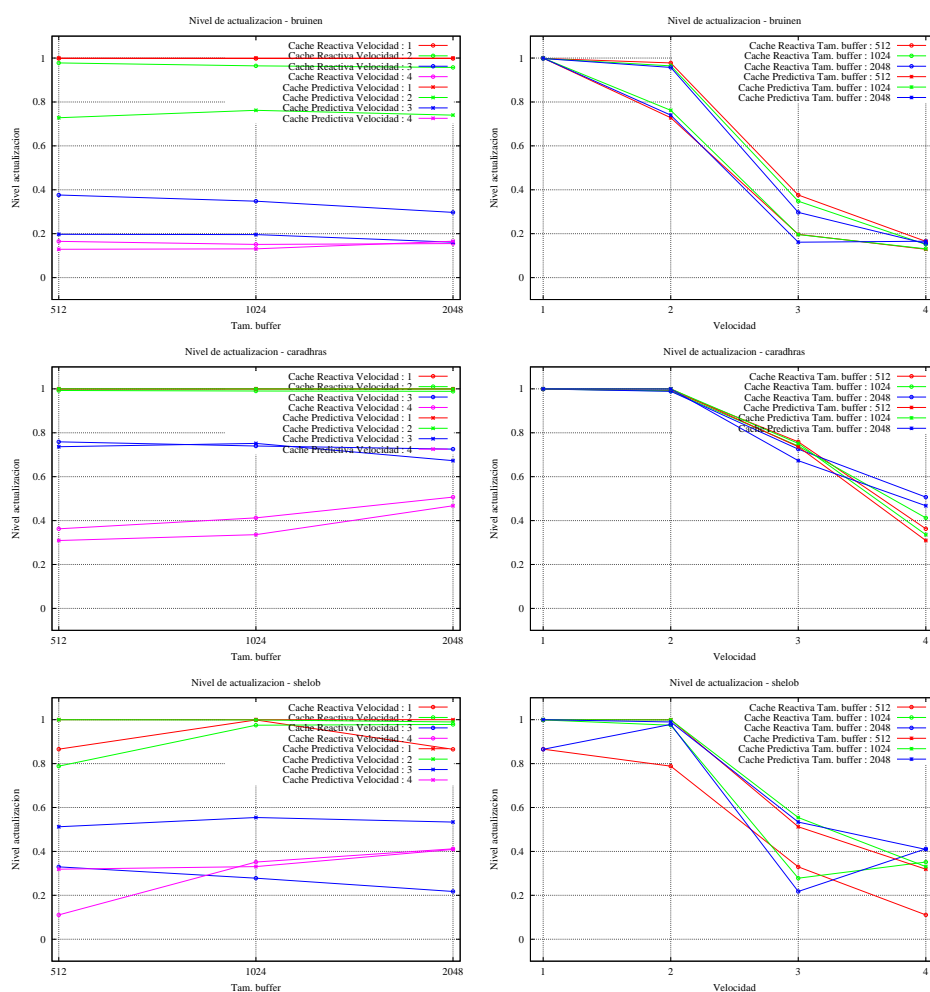 Nivel de actualizacion - bruinen
Nivel actualizacion
1
0.8
0.6
0.4
0.2
0
Cache Reactiva Velocidad : 1
Cache Reactiva Velocidad : 2
Cache Reactiva Velocidad : 3
Cache Reactiva Velocidad : 4
Cache Predictiva Velocidad : 1
Cache Predictiva Velocidad : 2
Cache Predictiva Velocidad : 3
Cache Predictiva Velocidad : 4
512 1024 2048
Tam. buffer
Nivel de actualizacion - bruinen
Nivel actualizacion
1
0.8
0.6
0.4
0.2
0
Cache Reactiva Tam. buffer : 512
Cache Reactiva Tam. buffer : 1024
Cache Reactiva Tam. buffer : 2048
Cache Predictiva Tam. buffer : 512
Cache Predictiva Tam. buffer : 1024
Cache Predictiva Tam. buffer : 2048
1 2 3 4
Velocidad
Nivel de actualizacion - caradhras
Nivel actualizacion
1
0.8
0.6
0.4
0.2
0
Cache Reactiva Velocidad : 1
Cache Reactiva Velocidad : 2
Cache Reactiva Velocidad : 3
Cache Reactiva Velocidad : 4
Cache Predictiva Velocidad : 1
Cache Predictiva Velocidad : 2
Cache Predictiva Velocidad : 3
Cache Predictiva Velocidad : 4
512 1024 2048
Tam. buffer
Nivel de actualizacion - caradhras
Nivel actualizacion
1
0.8
0.6
0.4
0.2
0
Cache Reactiva Tam. buffer : 512
Cache Reactiva Tam. buffer : 1024
Cache Reactiva Tam. buffer : 2048
Cache Predictiva Tam. buffer : 512
Cache Predictiva Tam. buffer : 1024
Cache Predictiva Tam. buffer : 2048
1 2 3 4
Velocidad
Nivel de actualizacion - shelob
Nivel actualizacion
1
0.8
0.6
0.4
0.2
0
Cache Reactiva Velocidad : 1
Cache Reactiva Velocidad : 2
Cache Reactiva Velocidad : 3
Cache Reactiva Velocidad : 4
Cache Predictiva Velocidad : 1
Cache Predictiva Velocidad : 2
Cache Predictiva Velocidad : 3
Cache Predictiva Velocidad : 4
512 1024 2048
Tam. buffer
Nivel de actualizacion - shelob
Nivel actualizacion
1
0.8
0.6
0.4
0.2
0
Cache Reactiva Tam. buffer : 512
Cache Reactiva Tam. buffer : 1024
Cache Reactiva Tam. buffer : 2048
Cache Predictiva Tam. buffer : 512
Cache Predictiva Tam. buffer : 1024
Cache Predictiva Tam. buffer : 2048
1 2 3 4
Velocidad